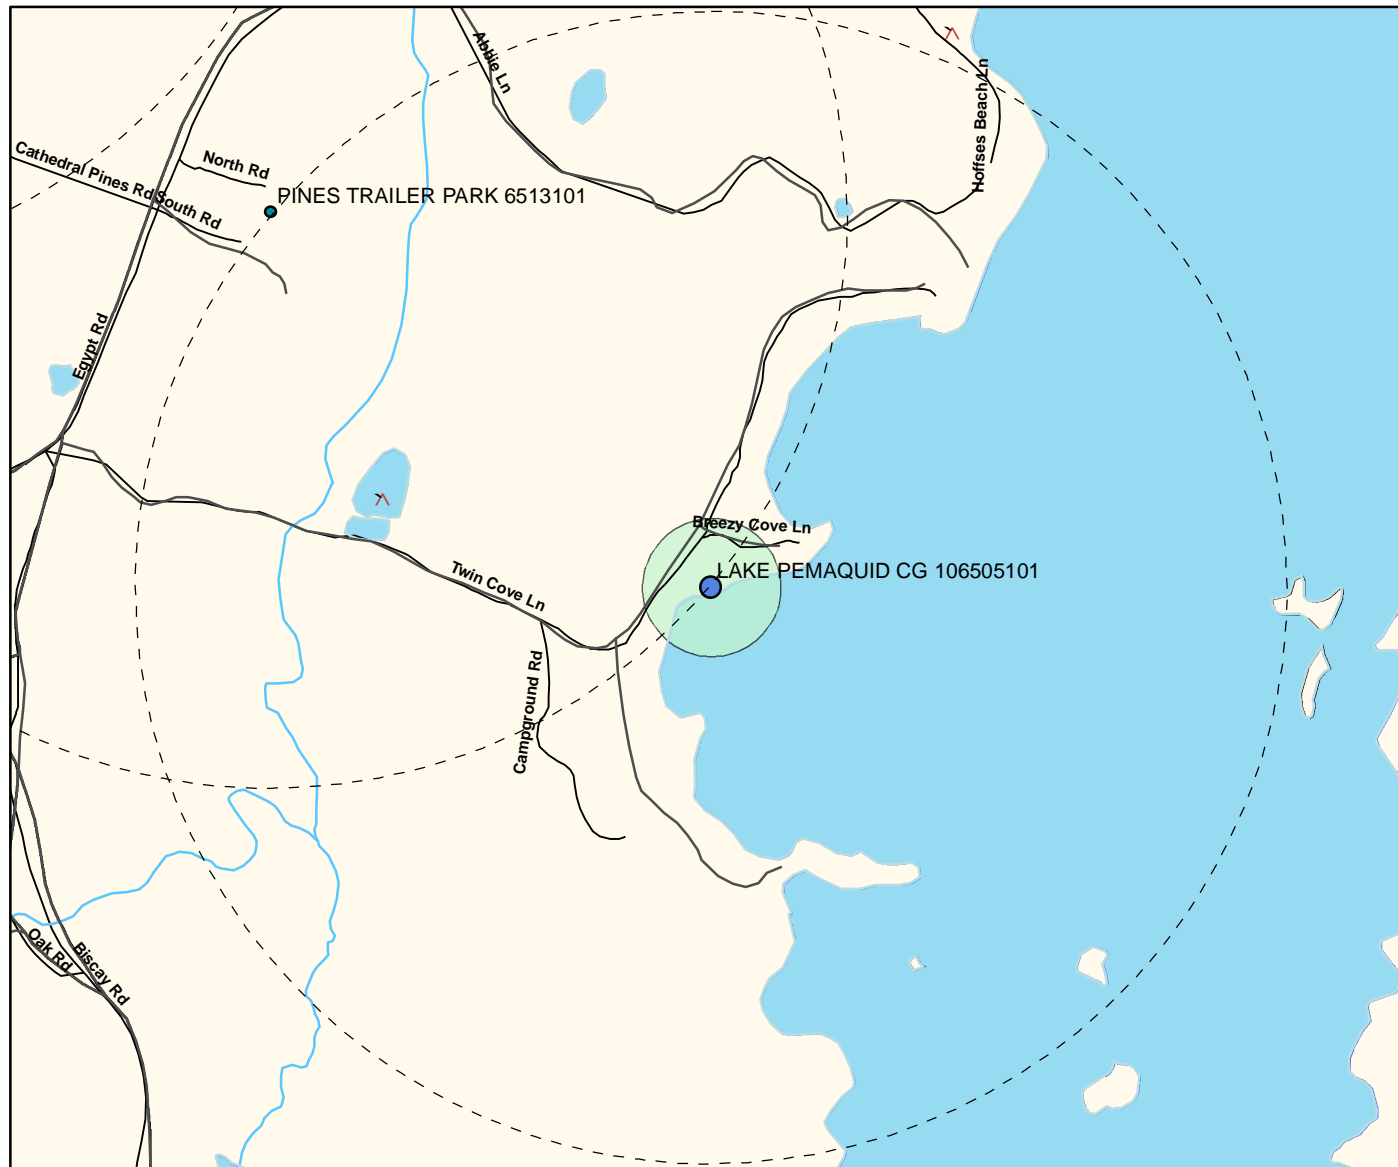 Abbie Ln
Hoffses Beach Ln
Cathedral Pines Rd
North Rd
South Rd
PINES TRAILER PARK 6513101
Egypt Rd
Breezy Cove Ln
LAKE PEMAQUID CG 106505101
Twin Cove Ln
Campground Rd
Oak Rd
Biscay Rd